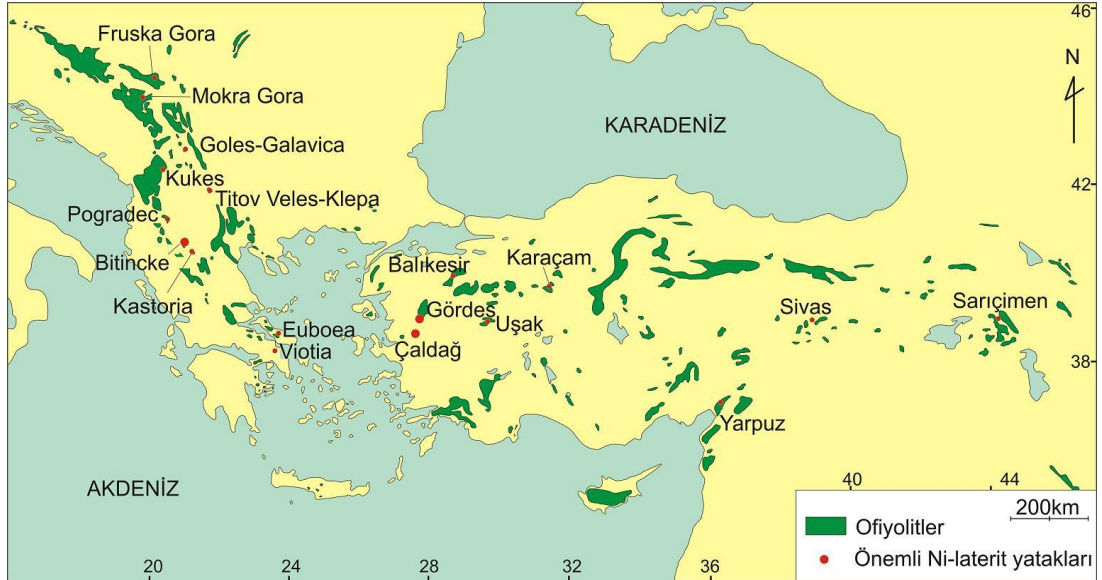 46
Fruska Gora
N
Mokra Gora
KARADENİZ
Goles-Galavica
Kukes
42
Titov Veles-Klepa
Pogradec
Bitincke
Balıkesir
Karaçam
Kastoria
Gördes
Sivas
Sarıçimen
Euboea
Uşak
Viotia
Çaldağ
38
Yarpuz
AKDENİZ
40
44
200km
Ofiyolitler
Önemli Ni-laterit yatakları
20
24
28
32
36